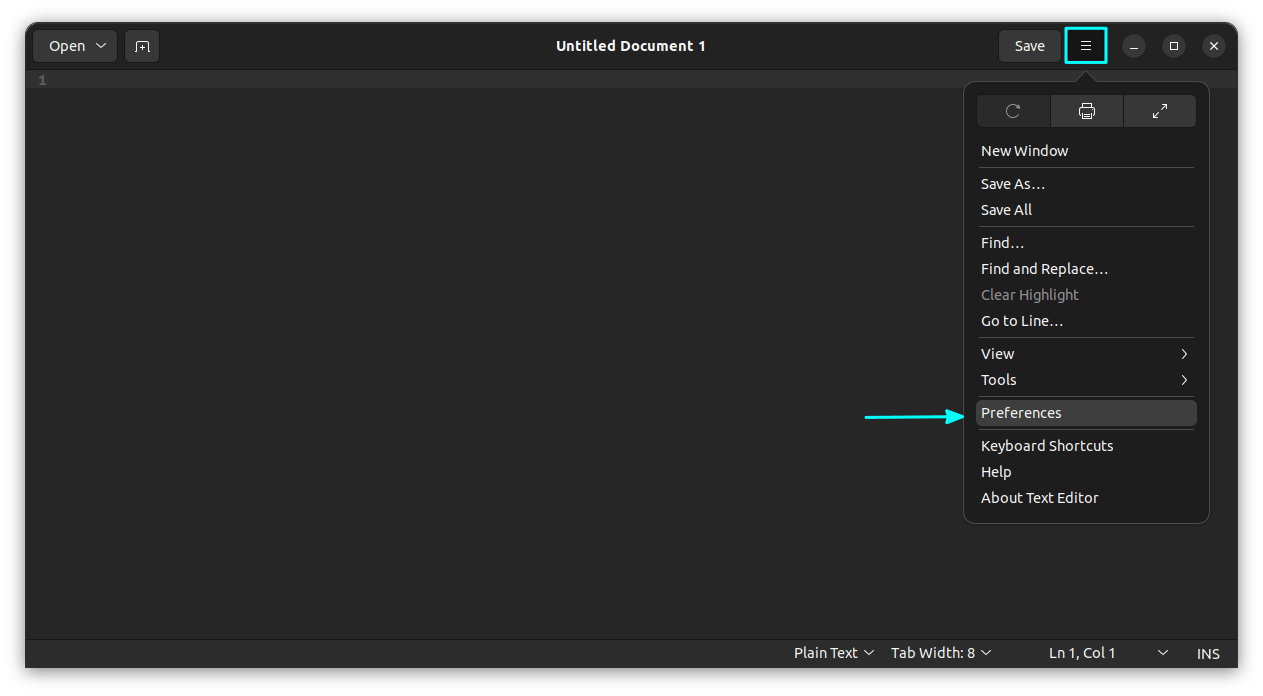 Open
Untitled Document 1
Save
1
New Window
Save As...
Save All
Find...
Find and Replace...
Clear Highlight
Go to Line...
View
Tools
Preferences
Keyboard Shortcuts
Help
About Text Editor
Plain Text Tab Width: 8 Ln 1, Col 1 INS